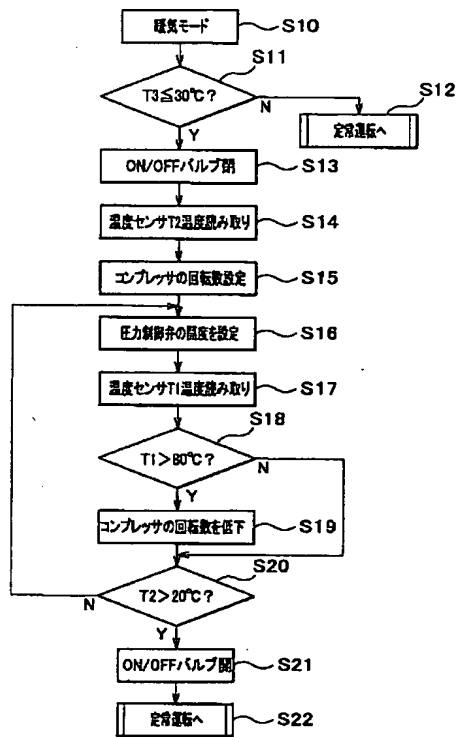 暖気モード
S10
S11
T3≦30℃?
N
S12
Y
定常運転へ
ON/OFFバルブ閉
S13
温度センサT2温度読み取り
S14
コンプレッサの回転数設定
S15
圧力制御弁の開度を設定
S16
温度センサT1温度読み取り
S17
S18
T1>80℃?
N
Y
コンプレッサの回転数を低下
S19
S20
T2>20℃?
N
Y
ON/OFFバルブ開
S21
定常運転へ
S22